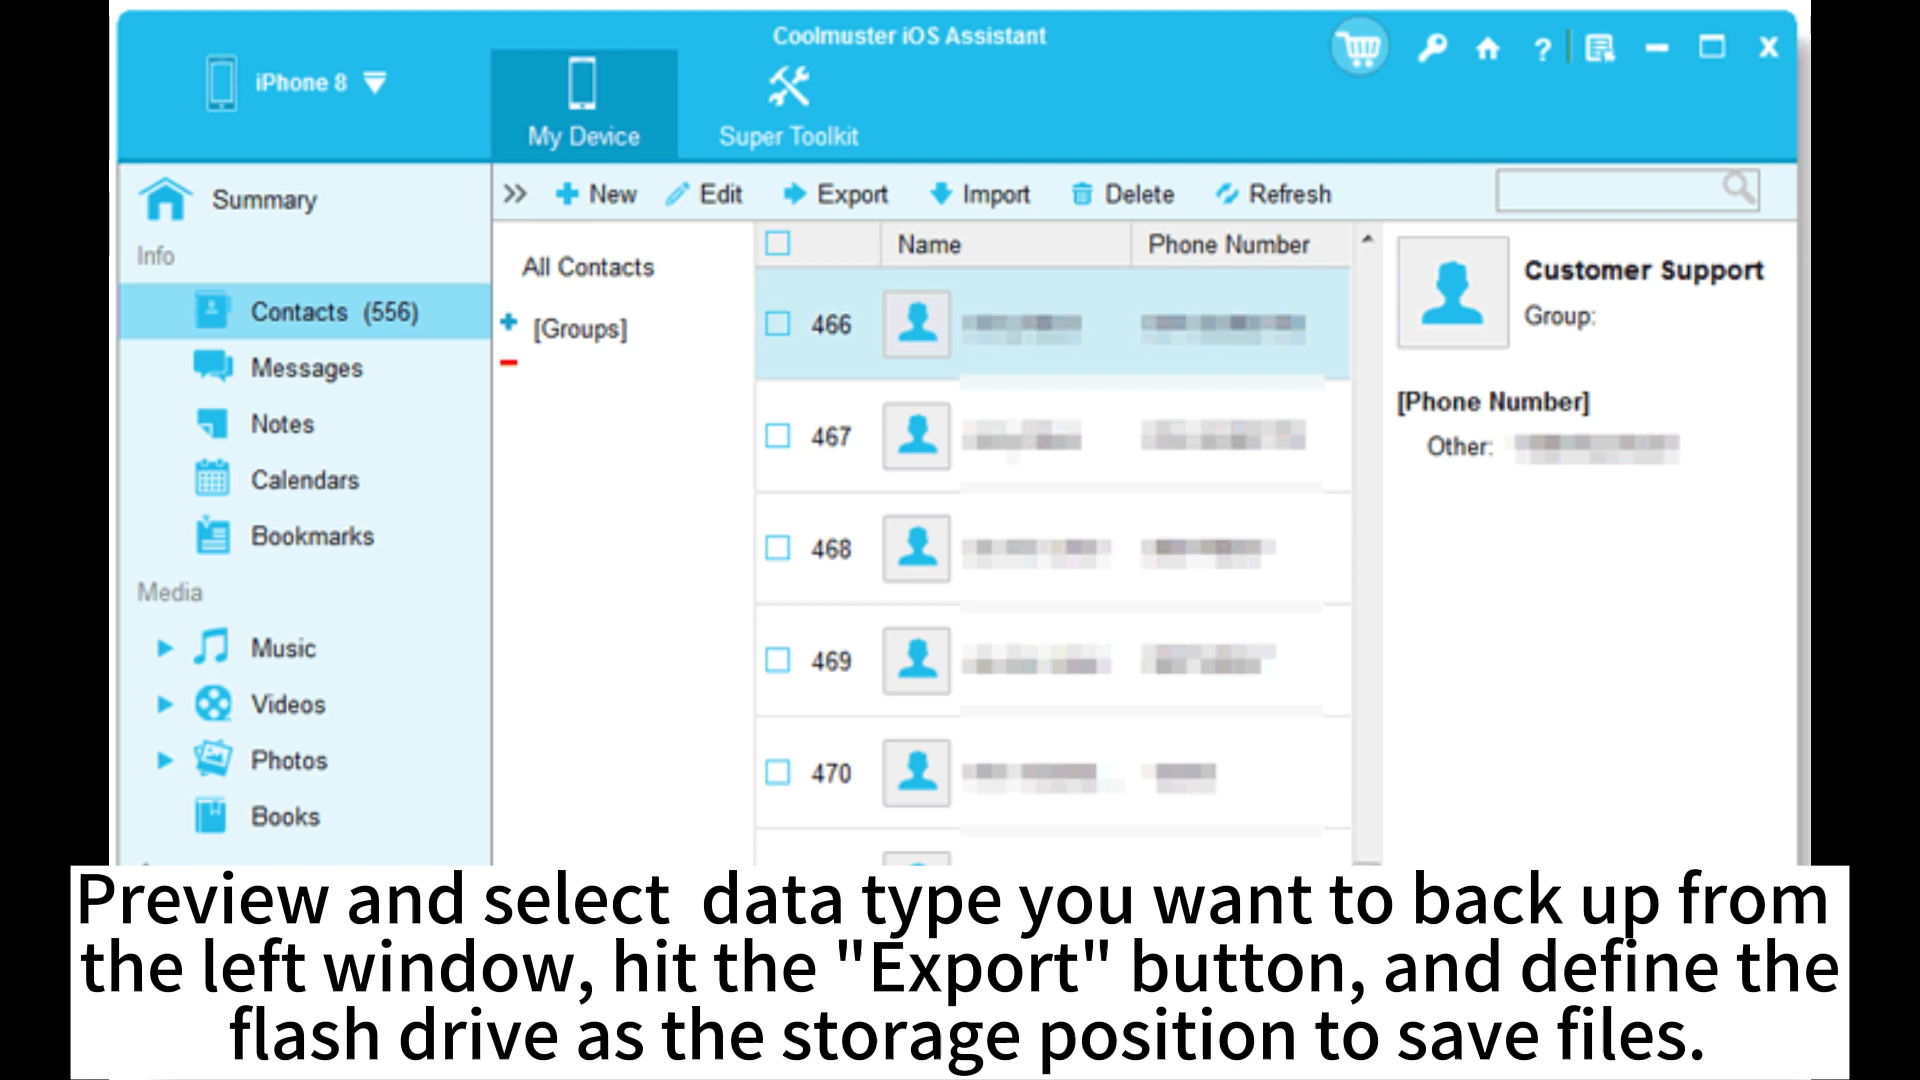 Coolmuster iOS Assistant
iPhone 8
My Device
Super Toolkit
?
X
Summary
» New Edit Export Import Delete Refresh
Info
Contacts (556)
Messages
Notes
Calendars
Bookmarks
Media
Music
Videos
Photos
Books
All Contacts
[Groups]
Name Phone Number
466
467
468
469
470
Customer Support
Group:
[Phone Number]
Other:
Preview and select  data type you want to back up from
the left window, hit the "Export" button, and define the
flash drive as the storage position to save files.